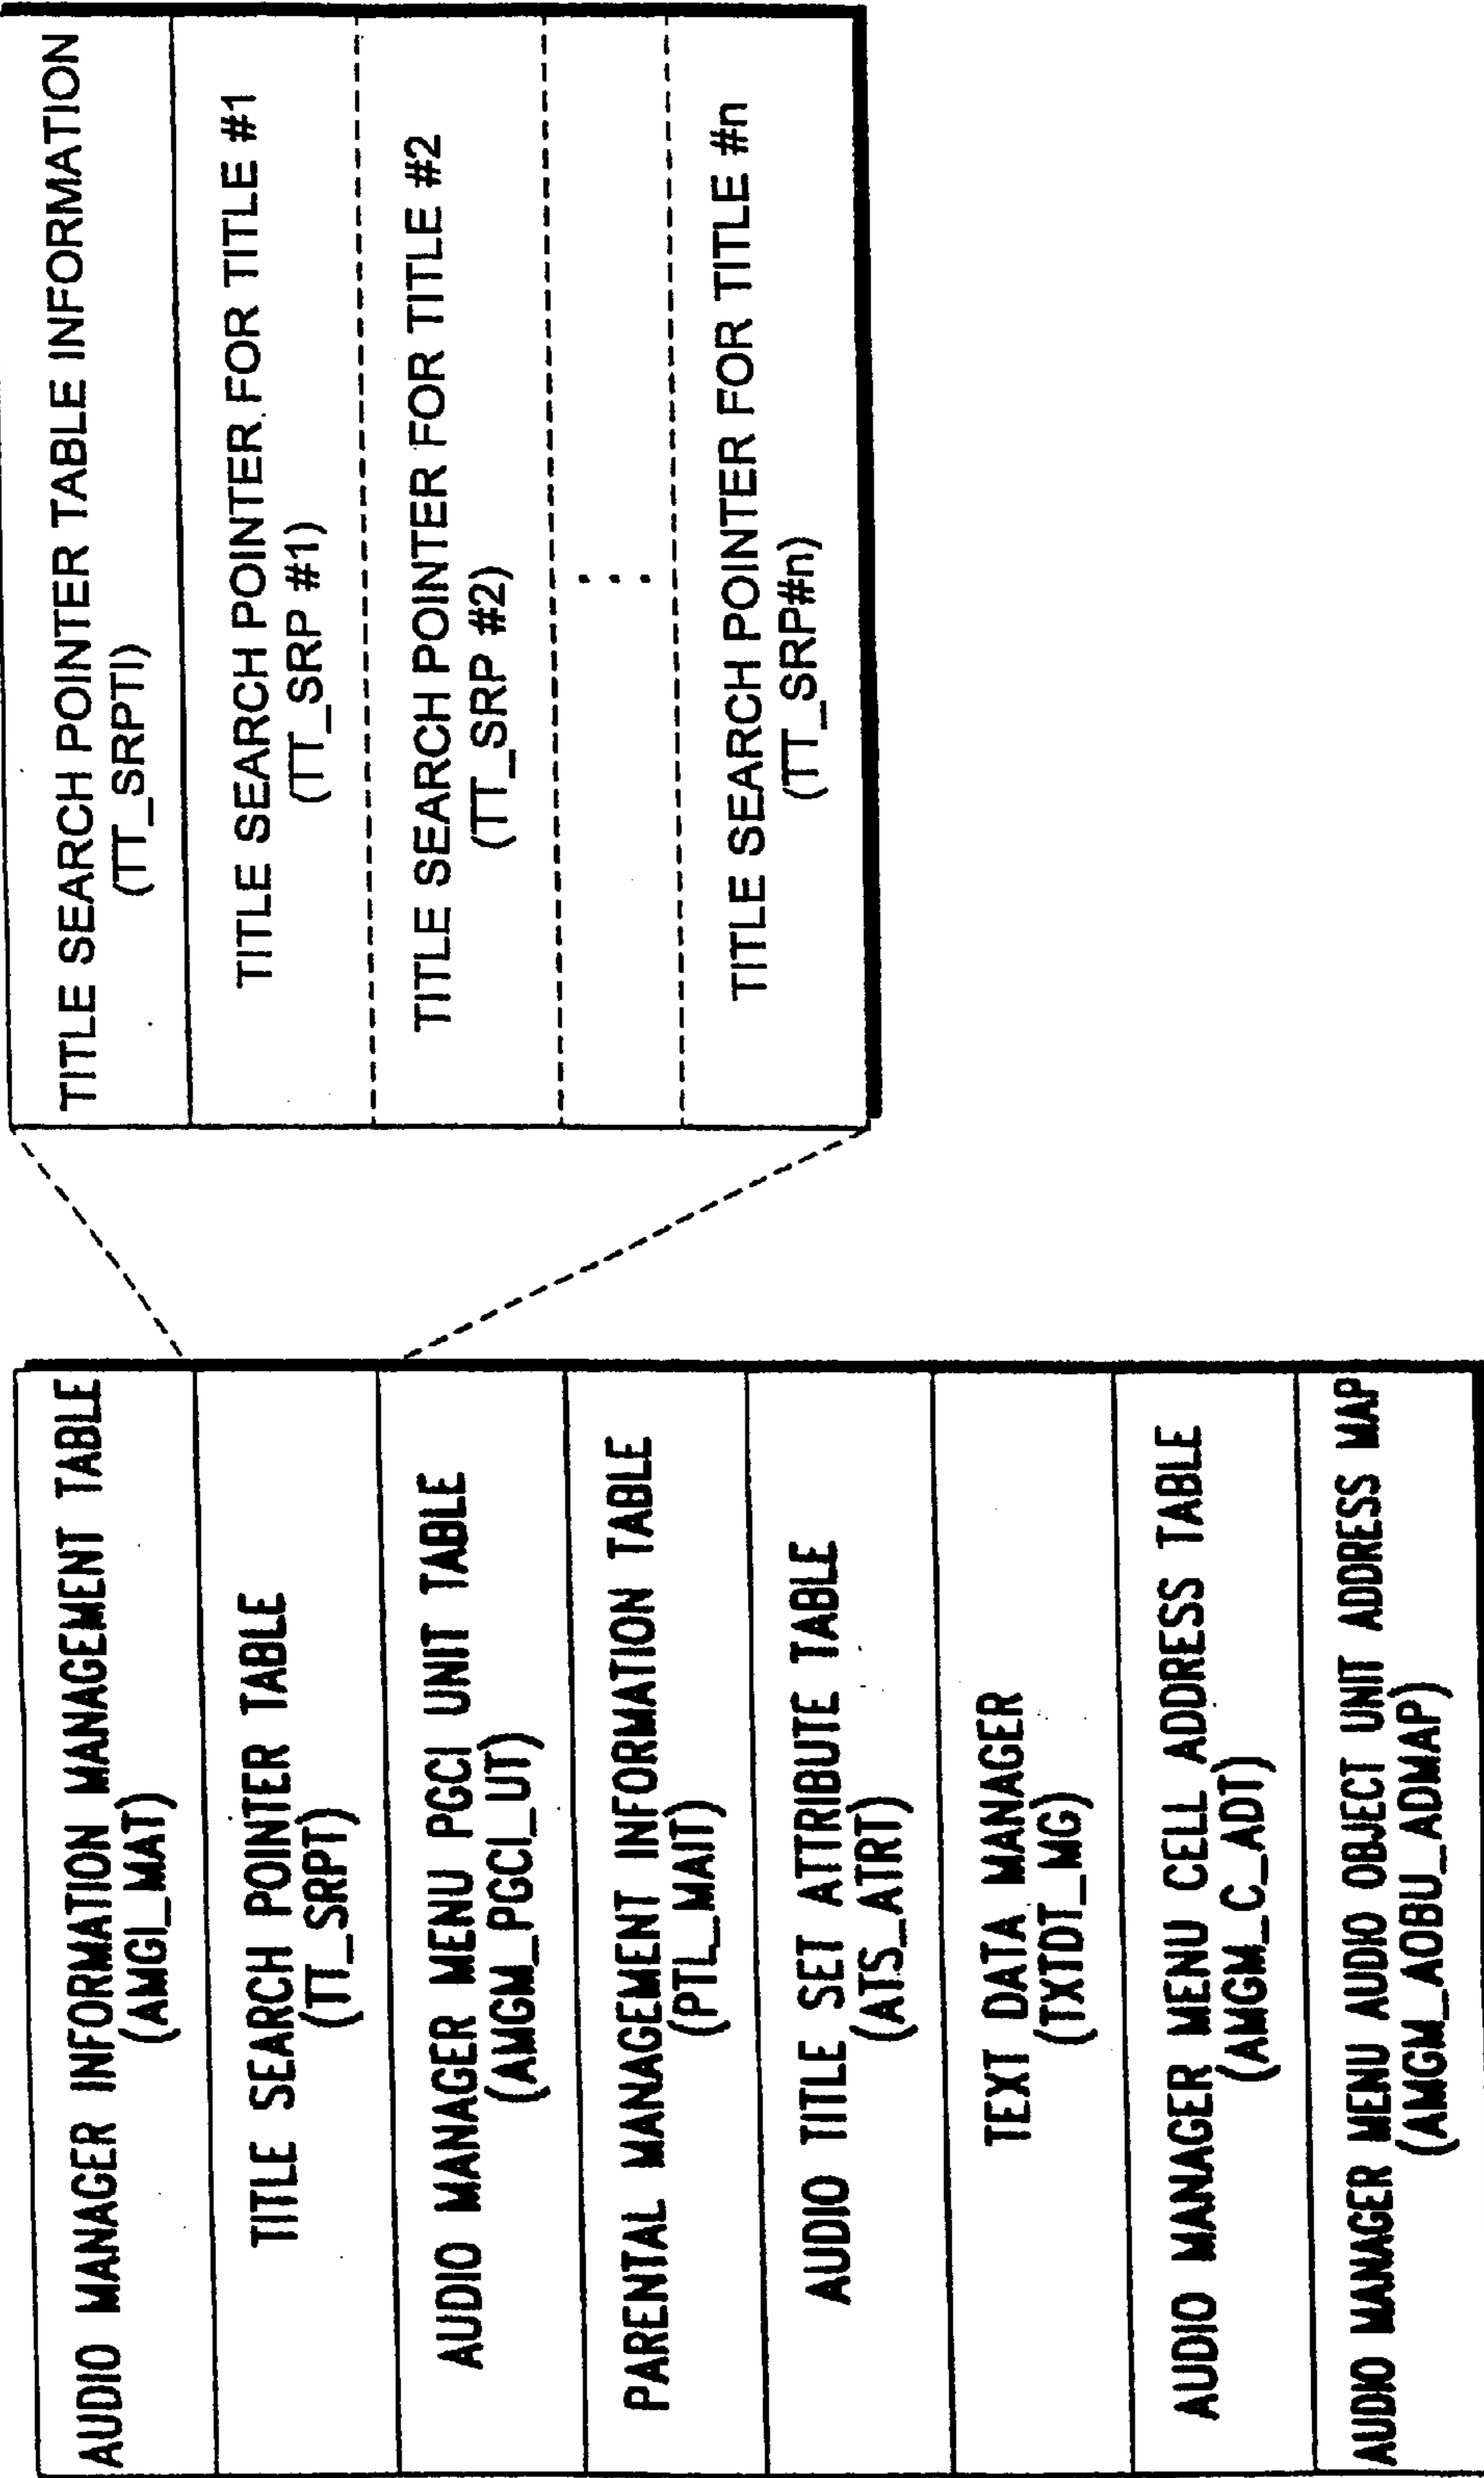 AUDIO MANAGER INFORMATION MANAGEMENT TABLE
(AMGI_MAT)
TITLE SEARCH POINTER TABLE
(TT_SRPT)
AUDIO MANAGER MENU PGCI UNIT TABLE
(AMGM_PGCI_UT)
PARENTAL MANAGEMENT INFORMATION TABLE
(PTL_MAIT)
AUDIO TITLE SET ATTRIBUTE TABLE
(ATS_ATRT)
TEXT DATA MANAGER
(TXTDT_MG)
AUDIO MANAGER MENU CELL ADDRESS TABLE
(AMGM_C_ADT)
AUDIO MANAGER MENU AUDIO OBJECT UNIT ADDRESS MAP
(AMGM_AOBU_ADMAP)
TITLE SEARCH POINTER TABLE INFORMATION
(TT_SRPTI)
TITLE SEARCH POINTER FOR TITLE #1
(TT_SRP #1)
TITLE SEARCH POINTER FOR TITLE #2
(TT_SRP #2)
...
TITLE SEARCH POINTER FOR TITLE #n
(TT_SRP#n)